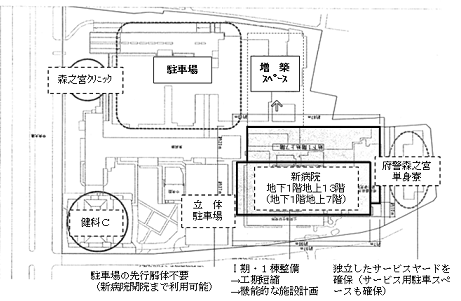 駐車場
増築
スペース
森之宮クリニック
新病院
地下1階地上13階
(地下1階地上7階)
府警森之宮
単身寮
立体
駐車場
健科C
駐車場の先行解体不要
(新病院開院まで利用可能)
Ⅰ期・1棟整備
→工期短縮
→機能的な施設計画
独立したサービスヤードを
確保(サービス用駐車スペ
ースも確保)